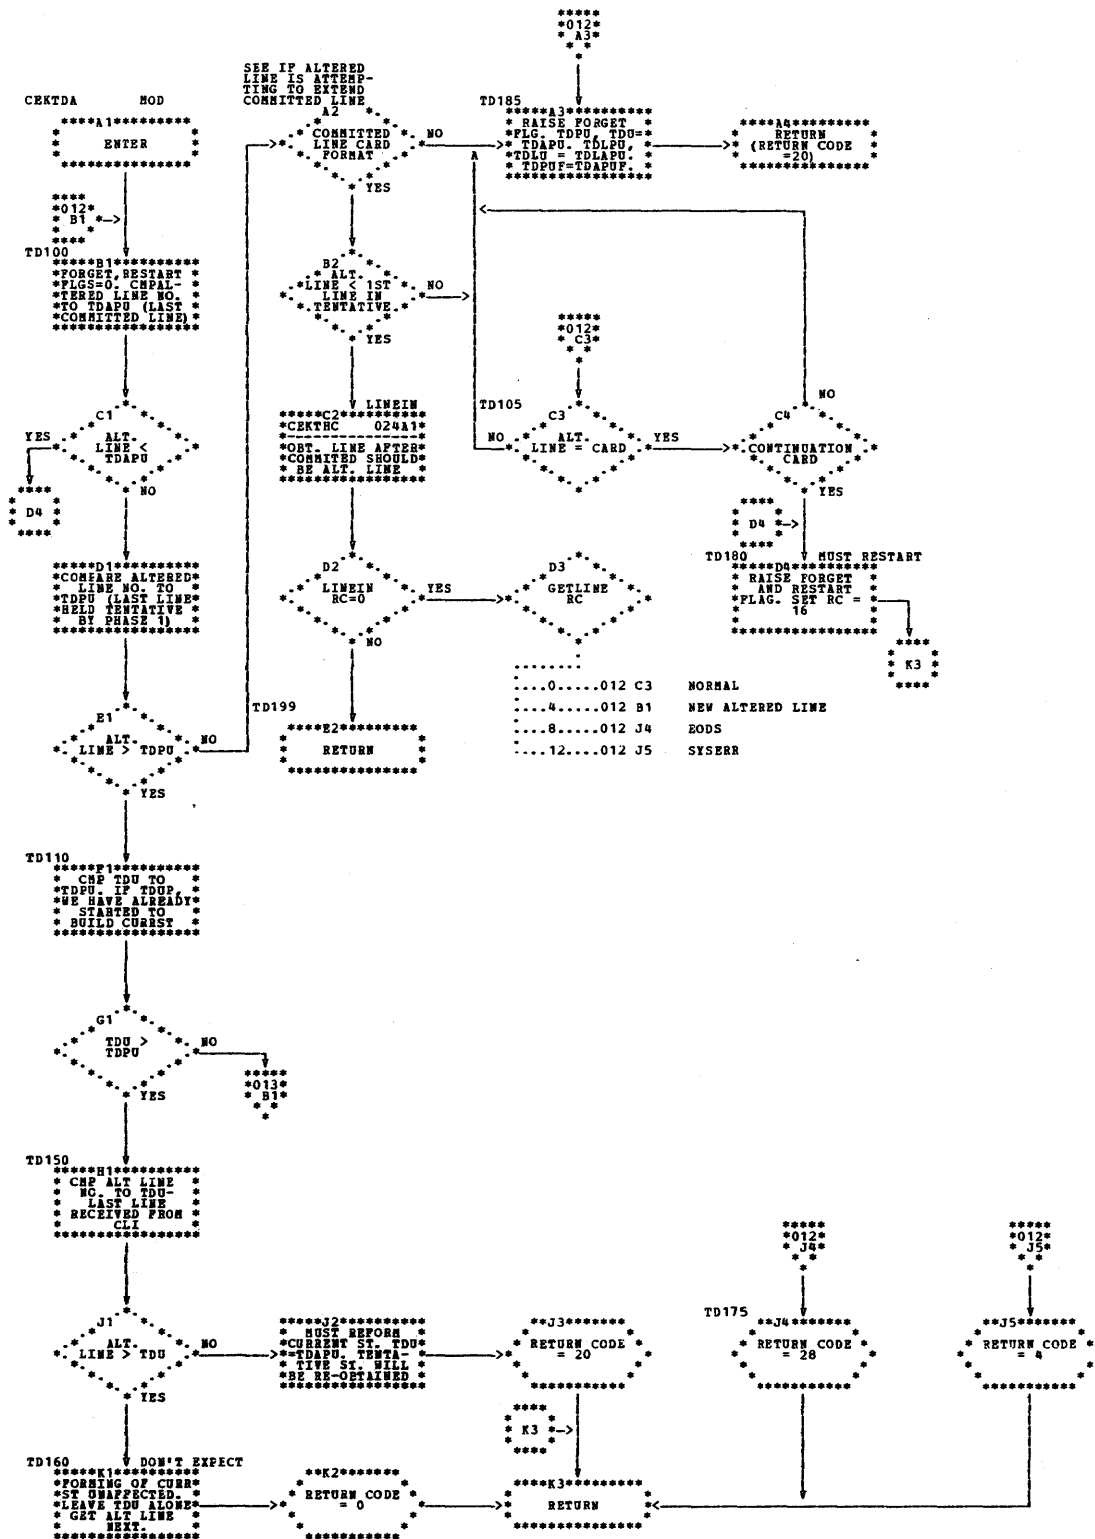 012
A3
SEE IF ALTERED
LINE IS ATTEMP-
TING TO EXTEND
COMMITTED LINE
CEKTDA MOD
A1
ENTER
A2
COMMITTED
LINE CARD
FORMAT
NO
YES
TD185
A3
RAISE FORGET
FLG. TDPU, TDU=
TDAPU. TDLPU,
TDLU = TDLAPU.
TDPUF=TDAPUF.
A4
RETURN
(RETURN CODE
=20)
A
012
B1
TD100
B1
FORGET,RESTART
FLGS=0. CMPAL-
TERED LINE NO.
TO TDAPU (LAST
COMMITTED LINE)
B2
ALT.
LINE < 1ST
LINE IN
TENTATIVE
NO
YES
012
C3
C1
ALT.
LINE <
TDAPU
YES
NO
D4
LINEIN
C2
CEKTHC 024A1
OBT. LINE AFTER
COMMITED SHOULD
BE ALT. LINE
TD105
C3
ALT.
LINE = CARD
NO
YES
C4
CONTINUATION
CARD
NO
YES
D4
D1
COMPARE ALTERED
LINE NO. TO
TDPU (LAST LINE
HELD TENTATIVE
BY PHASE 1)
D2
LINEIN
RC=0
YES
NO
D3
GETLINE
RC
TD180 MUST RESTART
D4
RAISE FORGET
AND RESTART
FLAG. SET RC =
16
K3
....0.....012 C3 NORMAL
....4.....012 B1 NEW ALTERED LINE
....8.....012 J4 EODS
....12....012 J5 SYSERR
E1
ALT.
LINE > TDPU
NO
YES
TD199
E2
RETURN
TD110
F1
CMP TDU TO
TDPU. IF TDUP,
WE HAVE ALREADY
STARTED TO
BUILD CURRST
G1
TDU >
TDPU
NO
YES
013
B1
TD150
H1
CMP ALT LINE
NO. TO TDU-
LAST LINE
RECEIVED FROM
CLI
012
J4
012
J5
J1
ALT.
LINE > TDU
NO
YES
J2
MUST REFORM
CURRENT ST. TDU
=TDAPU. TENTA-
TIVE ST. WILL
BE RE-OBTAINED
J3
RETURN CODE
= 20
TD175
J4
RETURN CODE
= 28
J5
RETURN CODE
= 4
K3
TD160 DON'T EXPECT
K1
FORMING OF CURR
ST UNAFFECTED.
LEAVE TDU ALONE
GET ALT LINE
NEXT.
K2
RETURN CODE
= 0
K3
RETURN